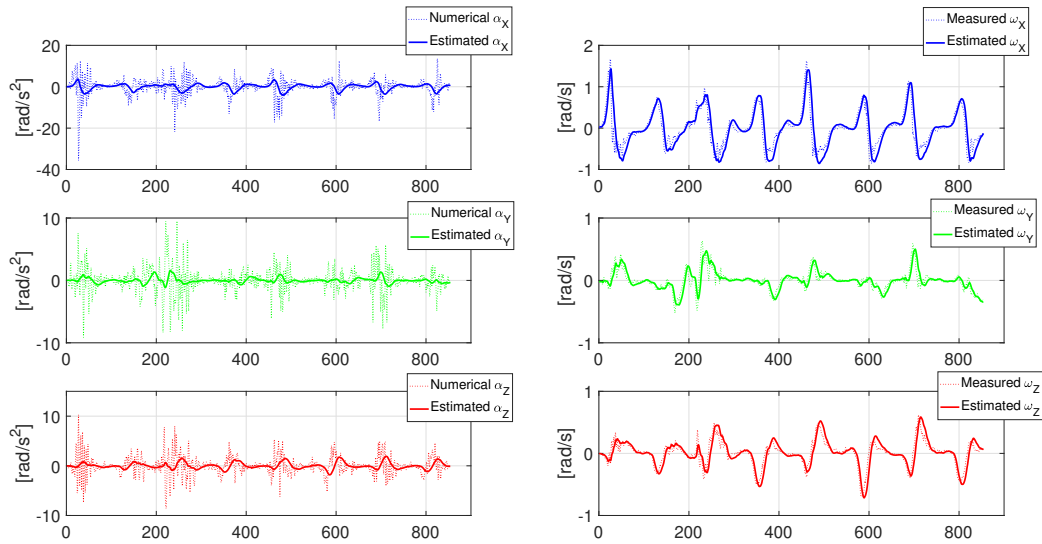 Numerical α_X
Estimated α_X
20
0
-20
-40
[rad/s²]
0 200 400 600 800
Measured ω_X
Estimated ω_X
2
1
0
-1
[rad/s]
0 200 400 600 800
Numerical α_Y
Estimated α_Y
10
0
-10
[rad/s²]
0 200 400 600 800
Measured ω_Y
Estimated ω_Y
1
0
-1
[rad/s]
0 200 400 600 800
Numerical α_Z
Estimated α_Z
10
0
-10
[rad/s²]
0 200 400 600 800
Measured ω_Z
Estimated ω_Z
1
0
-1
[rad/s]
0 200 400 600 800